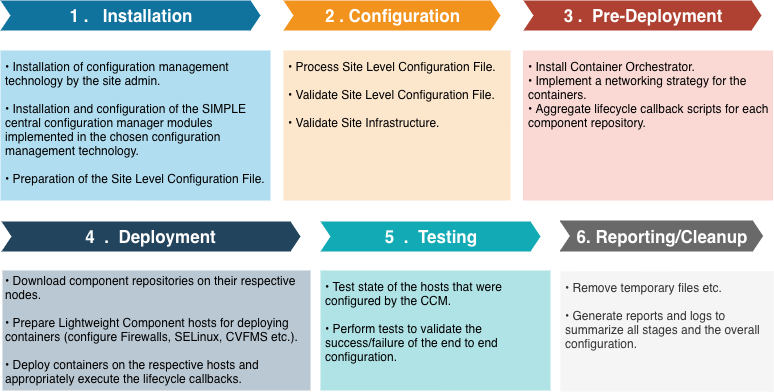 1 . Installation
• Installation of configuration management
technology by the site admin.
• Installation and configuration of the SIMPLE
central configuration manager modules
implemented in the chosen configuration
management technology.
• Preparation of the Site Level Configuration File.
2 . Configuration
• Process Site Level Configuration File.
• Validate Site Level Configuration File.
• Validate Site Infrastructure.
3 . Pre-Deployment
• Install Container Orchestrator.
• Implement a networking strategy for the
containers.
• Aggregate lifecycle callback scripts for each
component repository.
4 . Deployment
• Download component repositories on their respective
nodes.
• Prepare Lightweight Component hosts for deploying
containers (configure Firewalls, SELinux, CVFMS etc.).
• Deploy containers on the respective hosts and
appropriately execute the lifecycle callbacks.
5 . Testing
• Test state of the hosts that were
configured by the CCM.
• Perform tests to validate the
success/failure of the end to end
configuration.
6. Reporting/Cleanup
• Remove temporary files etc.
• Generate reports and logs to
summarize all stages and the overall
configuration.